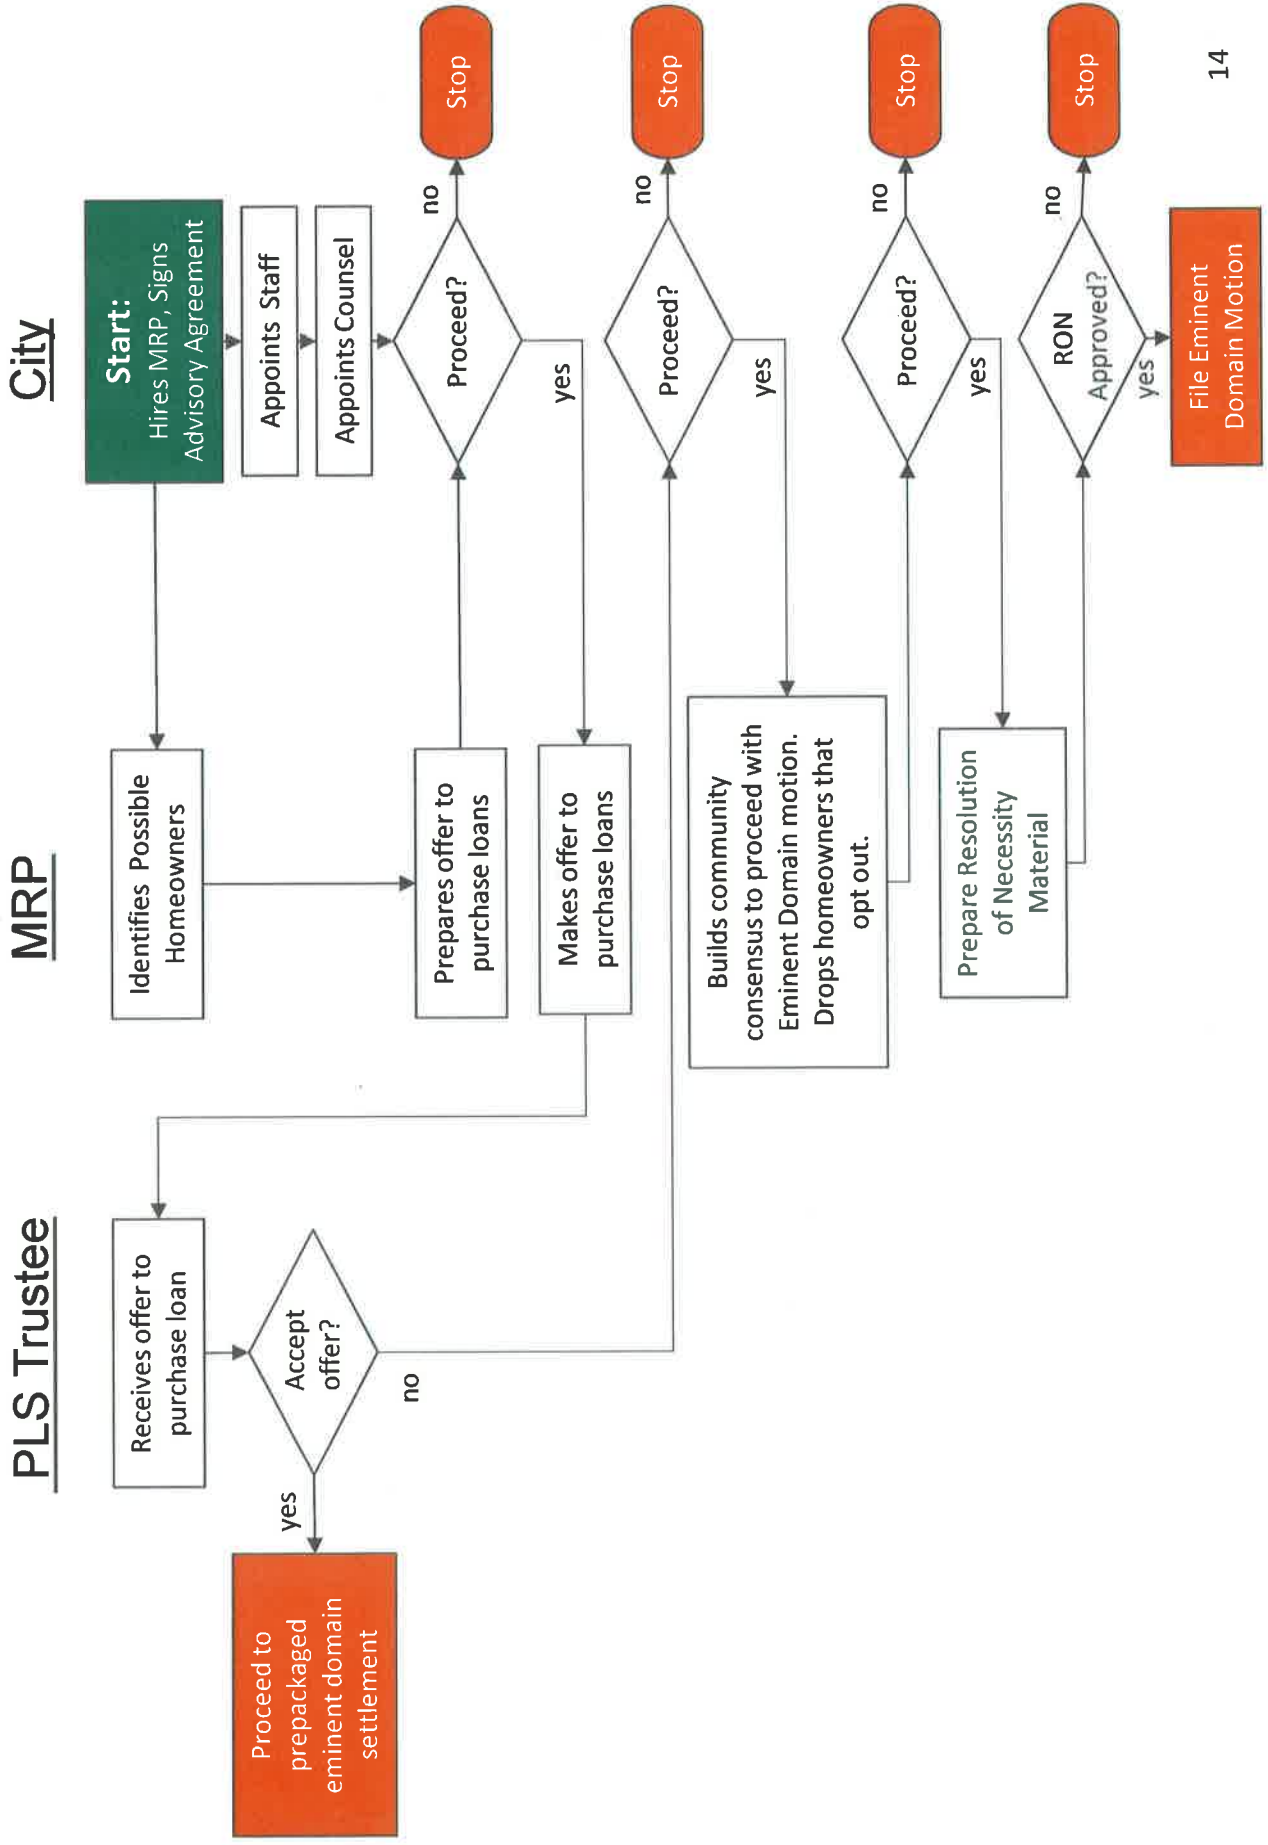 PLS Trustee
MRP
City
Start:
Hires MRP, Signs
Advisory Agreement
Appoints Staff
Appoints Counsel
Identifies Possible
Homeowners
Prepares offer to
purchase loans
Proceed?
no
Stop
yes
Makes offer to
purchase loans
Receives offer to
purchase loan
Accept
offer?
yes
Proceed to
prepackaged
eminent domain
settlement
no
Proceed?
no
Stop
yes
Builds community
consensus to proceed with
Eminent Domain motion.
Drops homeowners that
opt out.
Proceed?
no
Stop
yes
Prepare Resolution
of Necessity
Material
RON
Approved?
no
Stop
yes
File Eminent
Domain Motion
14